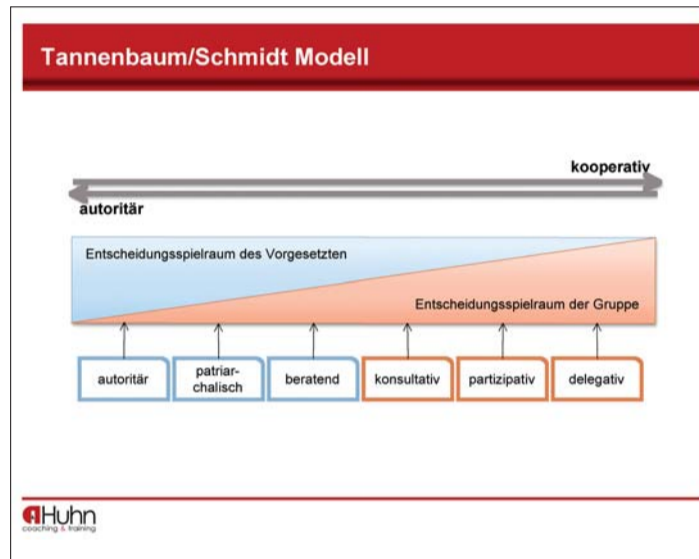 Tannenbaum/Schmidt Modell
kooperativ
autoritär
Entscheidungsspielraum des Vorgesetzten
Entscheidungsspielraum der Gruppe
autoritär
patriar-
chalisch
beratend
konsultativ
partizipativ
delegativ
Huhn
coaching & training